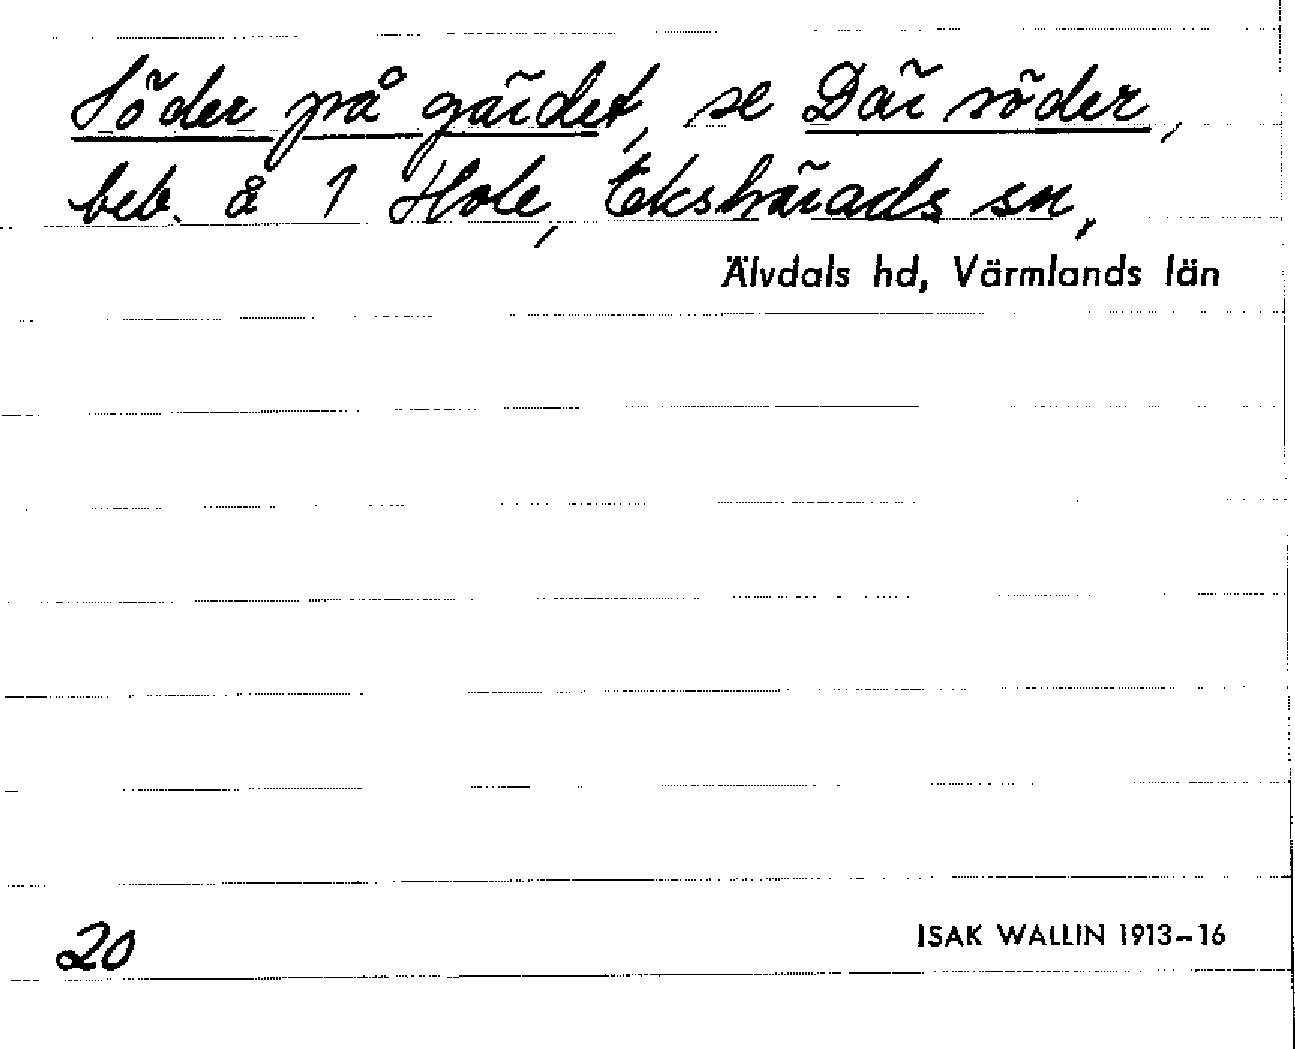 Söder på gärdet, se Där söder,
beb. å 1 Hole, Ekshärads sn,
Älvdals hd, Värmlands län
20
ISAK WALLIN 1913-16